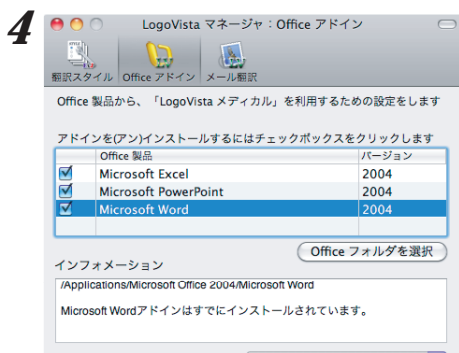 4
LogoVista マネージャ：Office アドイン
翻訳スタイル Office アドイン メール翻訳
Office 製品から、「LogoVista メディカル」を利用するための設定をします
アドインを(アン)インストールするにはチェックボックスをクリックします
Office 製品 バージョン
Microsoft Excel 2004
Microsoft PowerPoint 2004
Microsoft Word 2004
Office フォルダを選択
インフォメーション
/Applications/Microsoft Office 2004/Microsoft Word
Microsoft Wordアドインはすでにインストールされています。